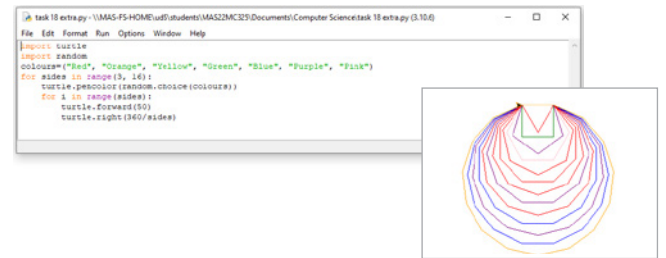 task 18 extra.py - \\MAS-FS-HOME\udS\students\MAS22MC325\Documents\Computer Science\task 18 extra.py (3.10.6)
File Edit Format Run Options Window Help
import turtle
import random
colours=("Red", "Orange", "Yellow", "Green", "Blue", "Purple", "Pink")
for sides in range(3, 16):
    turtle.pencolor(random.choice(colours))
    for i in range(sides):
        turtle.forward(50)
        turtle.right(360/sides)